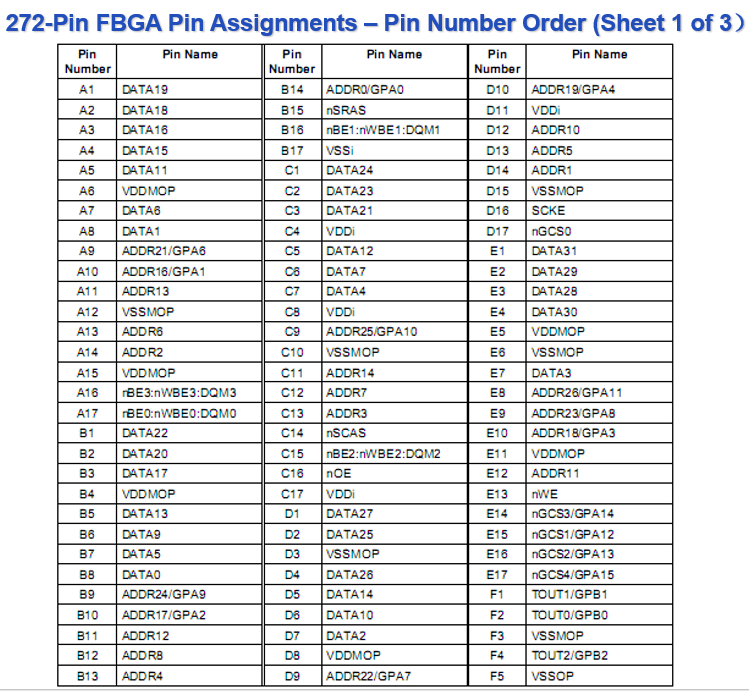 272-Pin FBGA Pin Assignments – Pin Number Order (Sheet 1 of 3）
Pin Number Pin Name Pin Number Pin Name Pin Number Pin Name
A1 DATA19 B14 ADDR0/GPA0 D10 ADDR19/GPA4
A2 DATA18 B15 nSRAS D11 VDDi
A3 DATA16 B16 nBE1:nWBE1:DQM1 D12 ADDR10
A4 DATA15 B17 VSSi D13 ADDR5
A5 DATA11 C1 DATA24 D14 ADDR1
A6 VDDMOP C2 DATA23 D15 VSSMOP
A7 DATA6 C3 DATA21 D16 SCKE
A8 DATA1 C4 VDDi D17 nGCS0
A9 ADDR21/GPA6 C5 DATA12 E1 DATA31
A10 ADDR16/GPA1 C6 DATA7 E2 DATA29
A11 ADDR13 C7 DATA4 E3 DATA28
A12 VSSMOP C8 VDDi E4 DATA30
A13 ADDR6 C9 ADDR25/GPA10 E5 VDDMOP
A14 ADDR2 C10 VSSMOP E6 VSSMOP
A15 VDDMOP C11 ADDR14 E7 DATA3
A16 nBE3:nWBE3:DQM3 C12 ADDR7 E8 ADDR26/GPA11
A17 nBE0:nWBE0:DQM0 C13 ADDR3 E9 ADDR23/GPA8
B1 DATA22 C14 nSCAS E10 ADDR18/GPA3
B2 DATA20 C15 nBE2:nWBE2:DQM2 E11 VDDMOP
B3 DATA17 C16 nOE E12 ADDR11
B4 VDDMOP C17 VDDi E13 nWE
B5 DATA13 D1 DATA27 E14 nGCS3/GPA14
B6 DATA9 D2 DATA25 E15 nGCS1/GPA12
B7 DATA5 D3 VSSMOP E16 nGCS2/GPA13
B8 DATA0 D4 DATA26 E17 nGCS4/GPA15
B9 ADDR24/GPA9 D5 DATA14 F1 TOUT1/GPB1
B10 ADDR17/GPA2 D6 DATA10 F2 TOUT0/GPB0
B11 ADDR12 D7 DATA2 F3 VSSMOP
B12 ADDR8 D8 VDDMOP F4 TOUT2/GPB2
B13 ADDR4 D9 ADDR22/GPA7 F5 VSSOP